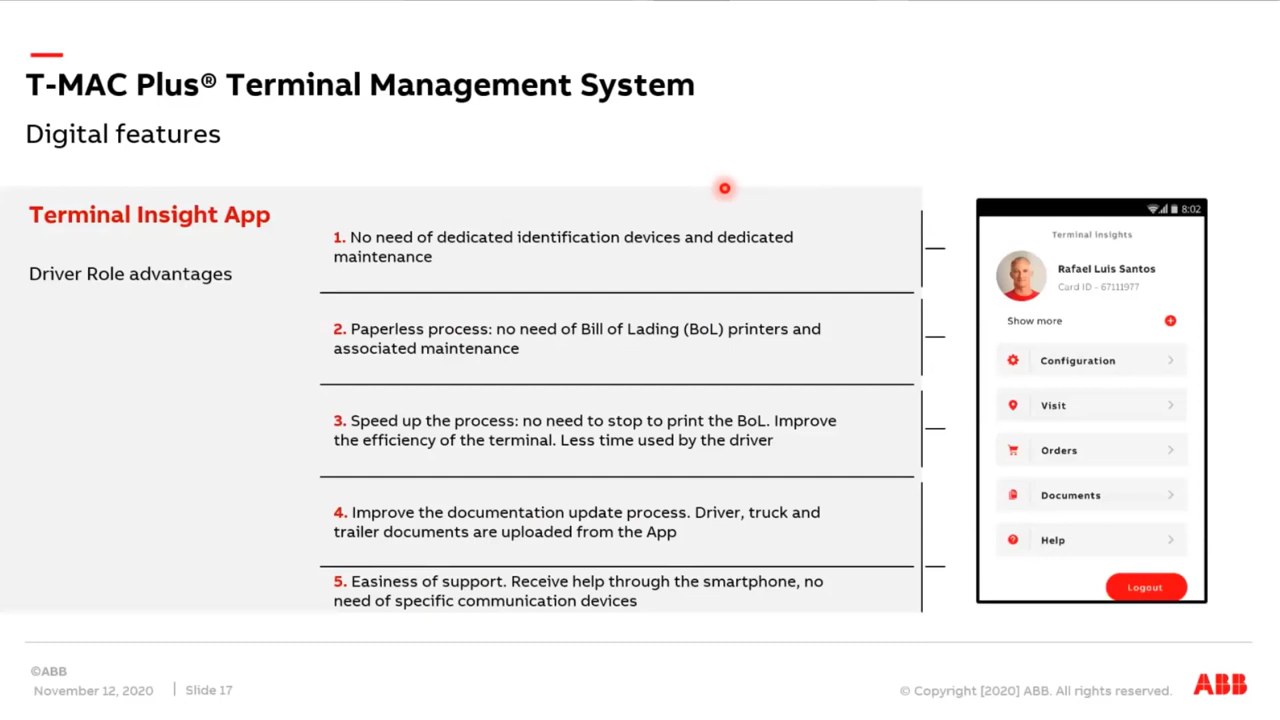 T-MAC Plus® Terminal Management System
Digital features
Terminal Insight App
Driver Role advantages
1. No need of dedicated identification devices and dedicated
maintenance
2. Paperless process: no need of Bill of Lading (BoL) printers and
associated maintenance
3. Speed up the process: no need to stop to print the BoL. Improve
the efficiency of the terminal. Less time used by the driver
4. Improve the documentation update process. Driver, truck and
trailer documents are uploaded from the App
5. Easiness of support. Receive help through the smartphone, no
need of specific communication devices
8:02
Terminal Insights
Rafael Luis Santos
Card ID - 67111977
Show more
Configuration
Visit
Orders
Documents
Help
Logout
©ABB
November 12, 2020 | Slide 17
© Copyright [2020] ABB. All rights reserved.
ABB